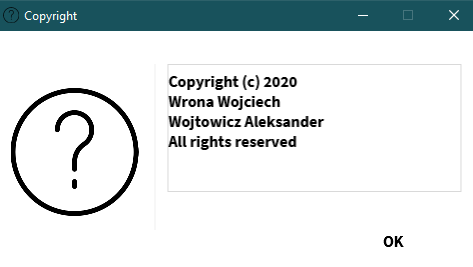 Copyright
Copyright (c) 2020
Wrona Wojciech
Wojtowicz Aleksander
All rights reserved
OK